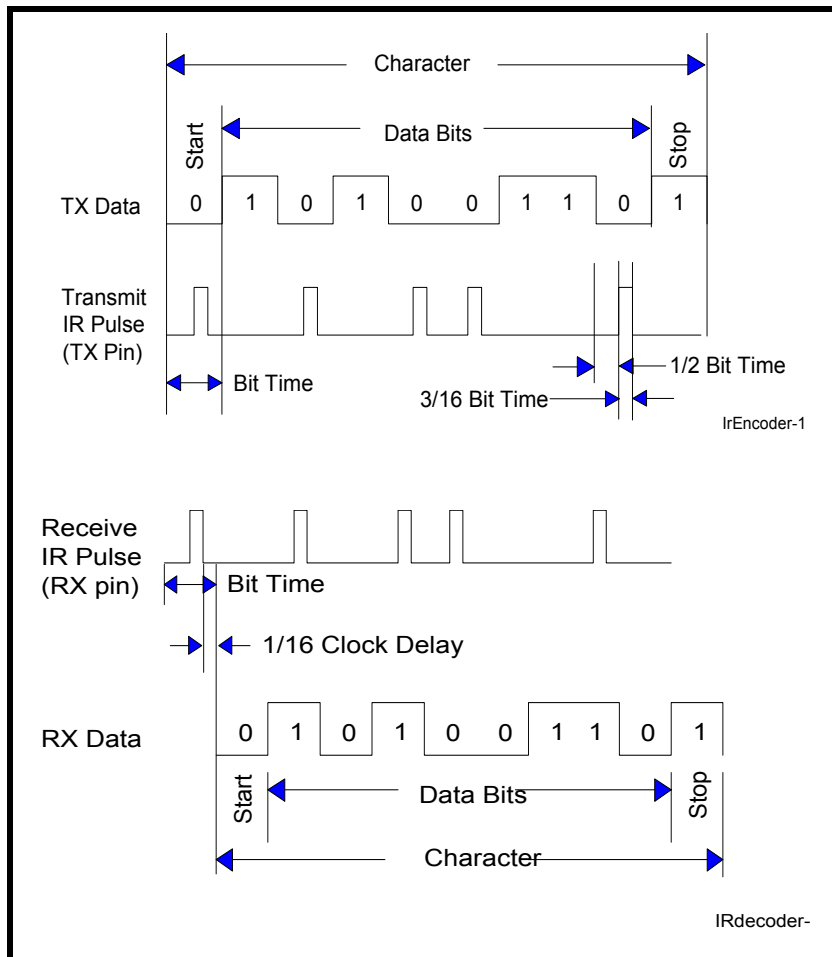 Character
Start
Data Bits
Stop
TX Data
0 1 0 1 0 0 1 1 0 1
Transmit
IR Pulse
(TX Pin)
Bit Time
1/2 Bit Time
3/16 Bit Time
IrEncoder-1
Receive
IR Pulse
(RX pin)
Bit Time
1/16 Clock Delay
RX Data
0 1 0 1 0 0 1 1 0 1
Start
Data Bits
Stop
Character
IRdecoder-